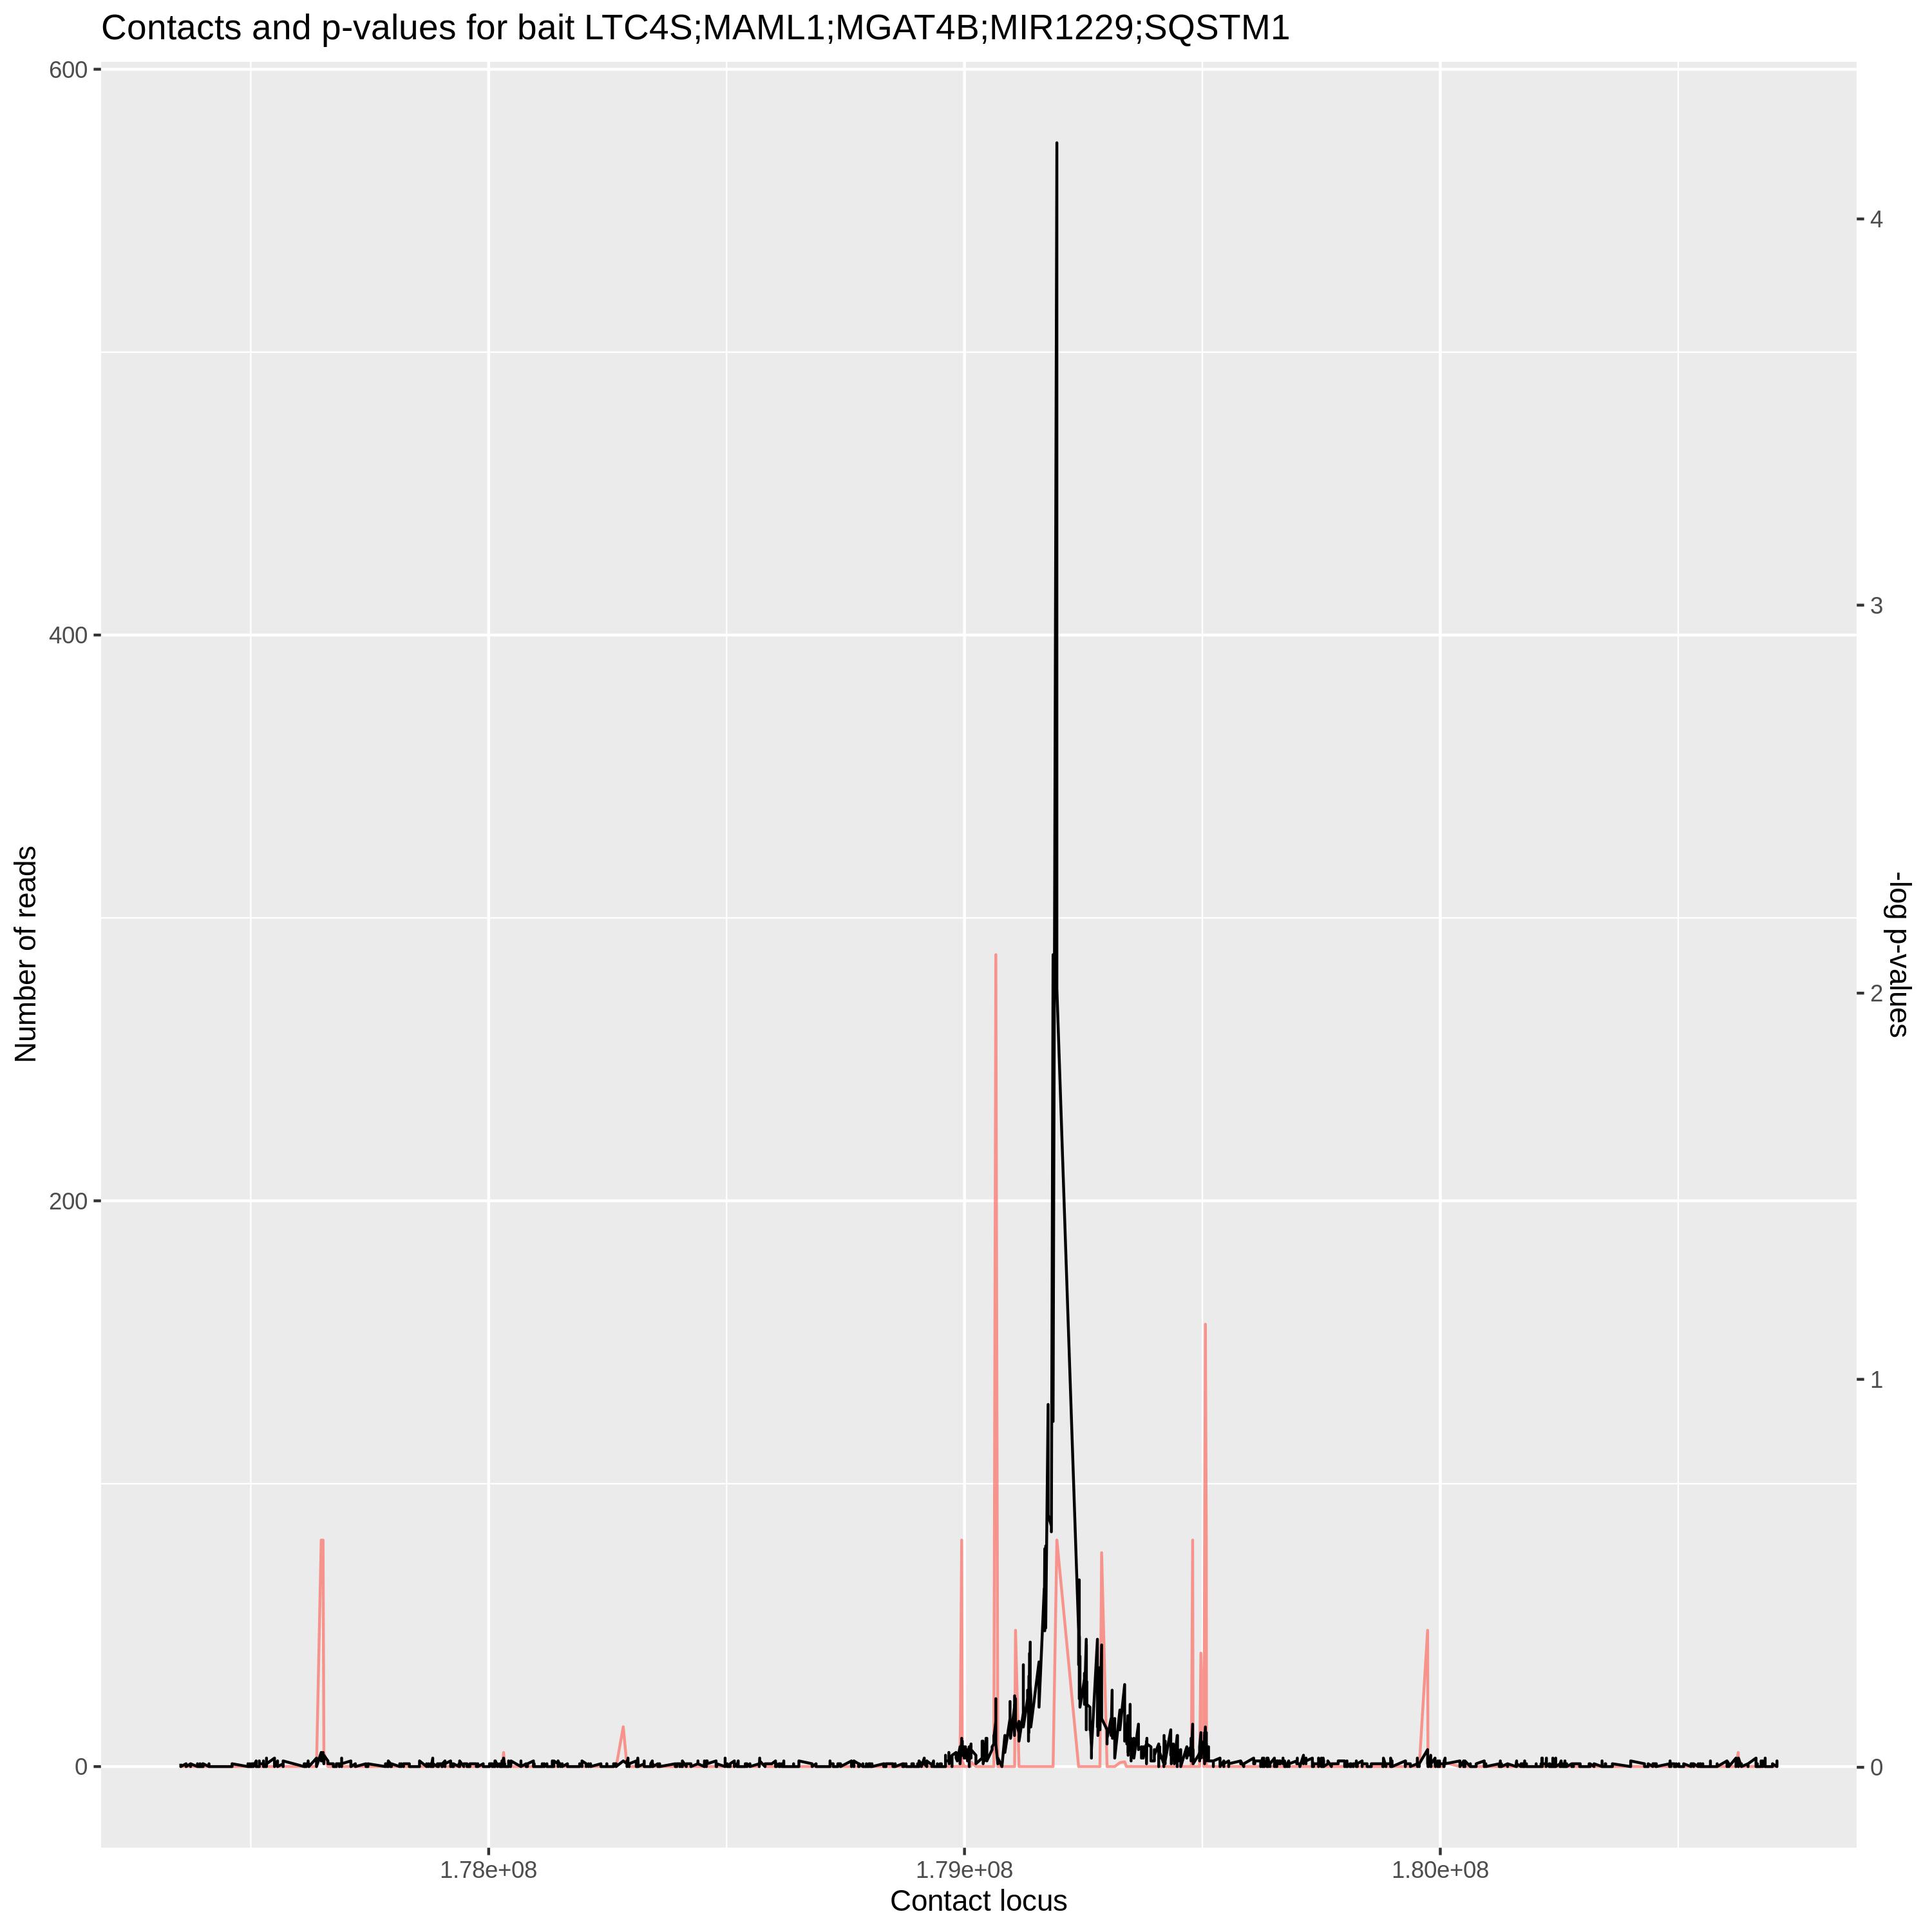 Contacts and p-values for bait LTC4S;MAML1;MGAT4B;MIR1229;SQSTM1
600
400
200
0
Number of reads
4
3
2
1
0
-log p-values
1.78e+08
1.79e+08
1.80e+08
Contact locus